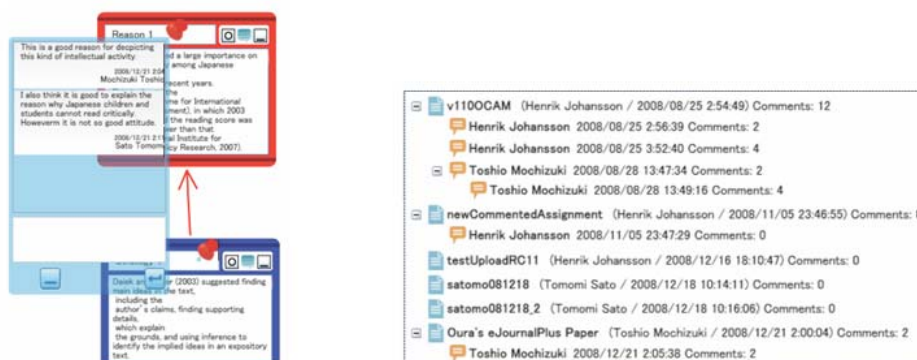 Reason 1
This is a good reason for decpicting
this kind of intellectual activity.
2008/12/21 2:04
Mochizuki Toshio
I also think it is good to explain the
reason why Japanese children and
students cannot read critically.
Howeverm it is not so good attitude.
2008/12/21 2:11
Sato Tomom
d a large importance on
among Japanese
ecent years.
the
me for International
ment), in which 2003
the reading score was
er than that
al Institute for
cy Research, 2007).
(2003) suggested finding
main ideas in the text,
including the
author's claims, finding supporting
details,
which explain
the grounds, and using inference to
identify the implied ideas in an expository
text.
v110OCAM (Henrik Johansson / 2008/08/25 2:54:49) Comments: 12
Henrik Johansson 2008/08/25 2:56:39 Comments: 2
Henrik Johansson 2008/08/25 3:52:40 Comments: 4
Toshio Mochizuki 2008/08/28 13:47:34 Comments: 2
Toshio Mochizuki 2008/08/28 13:49:16 Comments: 4
newCommentedAssignment (Henrik Johansson / 2008/11/05 23:46:55) Comments:
Henrik Johansson 2008/11/05 23:47:29 Comments: 0
testUploadRC11 (Henrik Johansson / 2008/12/16 18:10:47) Comments: 0
satomo081218 (Tomomi Sato / 2008/12/18 10:14:11) Comments: 0
satomo081218_2 (Tomomi Sato / 2008/12/18 10:16:06) Comments: 0
Oura's eJournalPlus Paper (Toshio Mochizuki / 2008/12/21 2:00:04) Comments: 2
Toshio Mochizuki 2008/12/21 2:05:38 Comments: 2